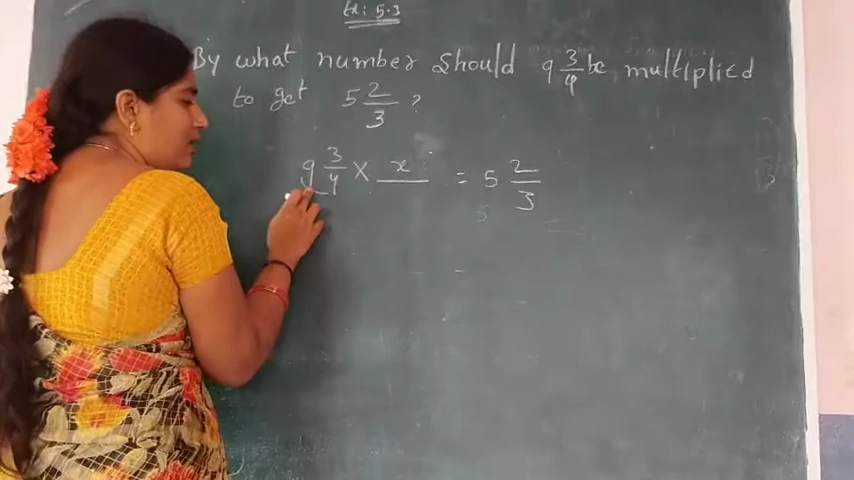 Ex: 5.3
By what number should 9 3/4 be multiplied
to get 5 2/3 ?
9 3/4 × x = 5 2/3